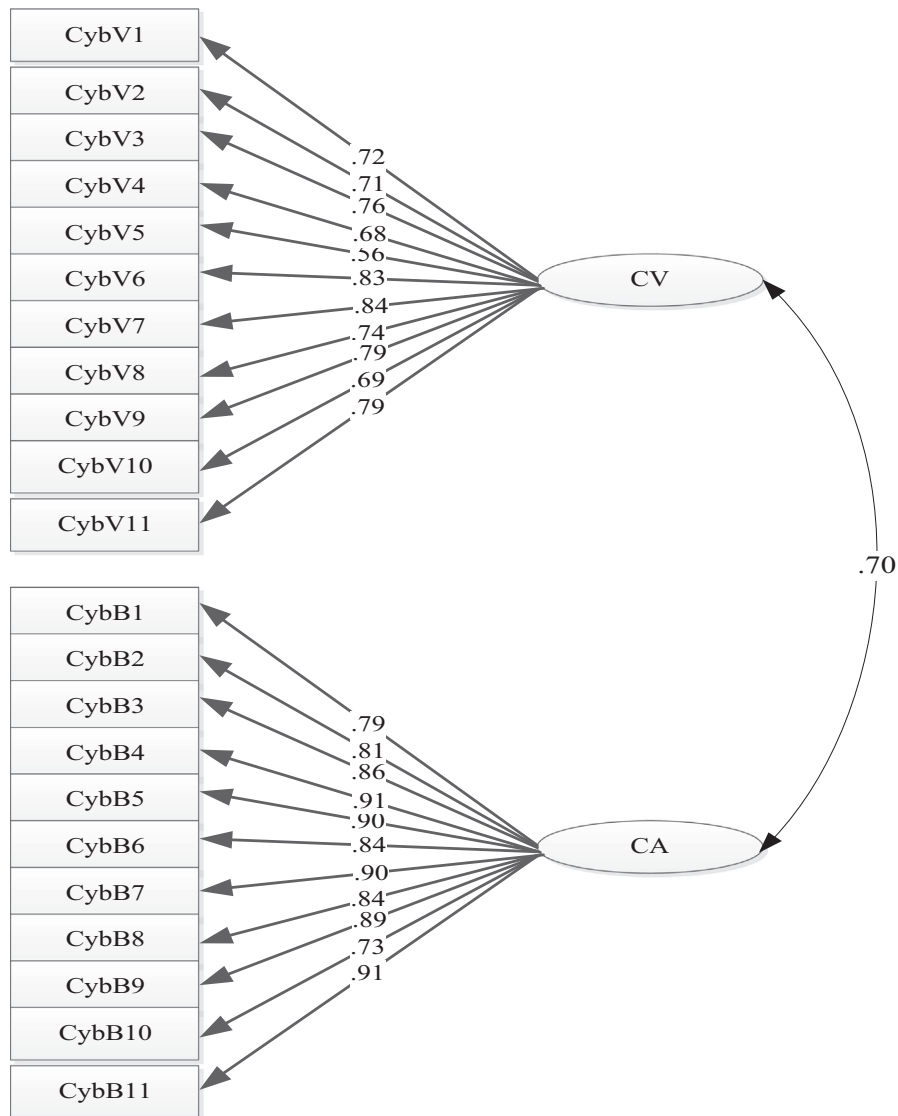 CybV1
CybV2
CybV3
CybV4
CybV5
CybV6
CybV7
CybV8
CybV9
CybV10
CybV11
.72
.71
.76
.68
.56
.83
.84
.74
.79
.69
.79
CV
.70
CybB1
CybB2
CybB3
CybB4
CybB5
CybB6
CybB7
CybB8
CybB9
CybB10
CybB11
.79
.81
.86
.91
.90
.84
.90
.84
.89
.73
.91
CA